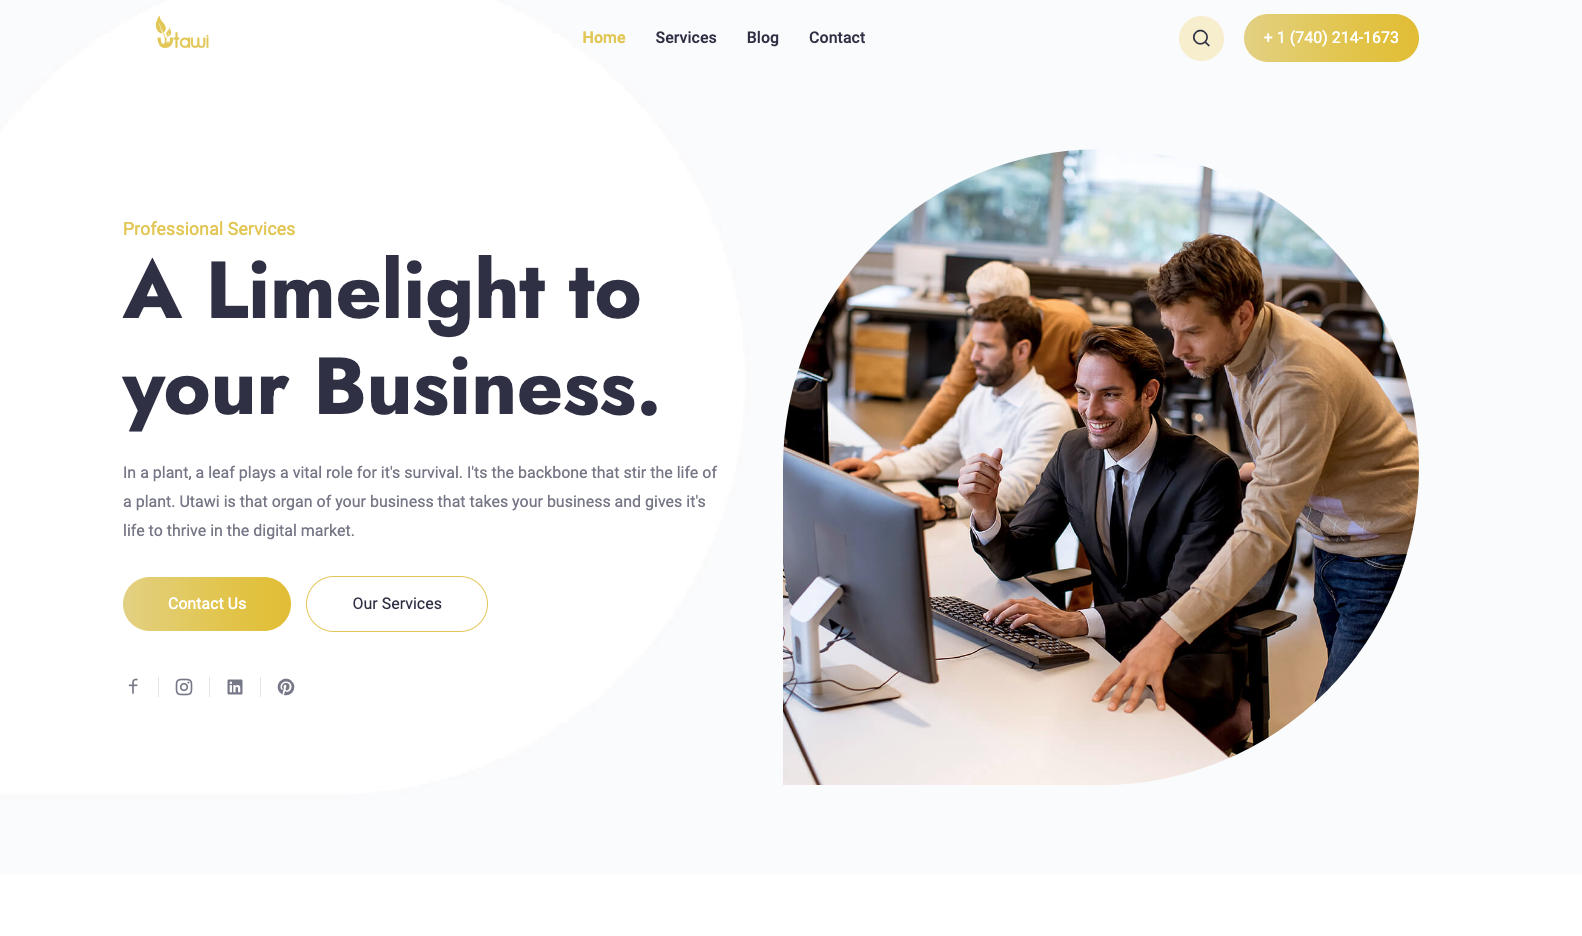 utawi
Home Services Blog Contact
+ 1 (740) 214-1673
Professional Services
A Limelight to
your Business.
In a plant, a leaf plays a vital role for it's survival. I'ts the backbone that stir the life of
a plant. Utawi is that organ of your business that takes your business and gives it's
life to thrive in the digital market.
Contact Us
Our Services